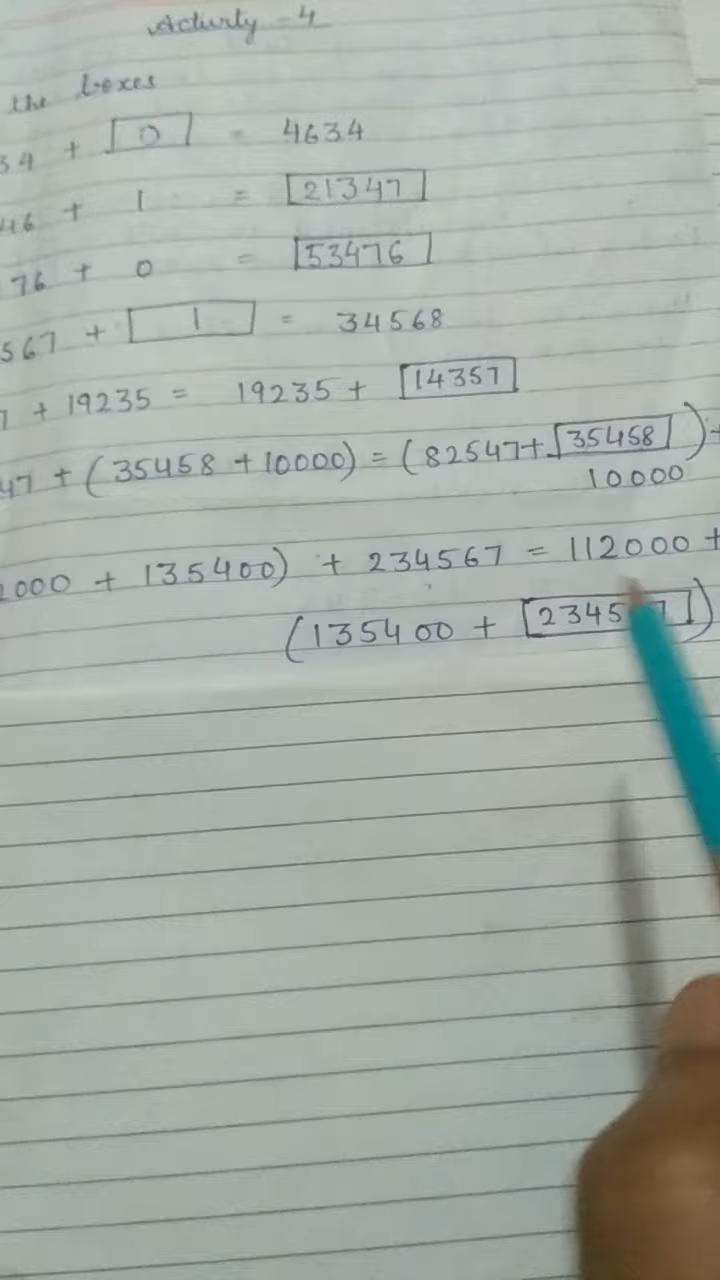 Activity - 4
the boxes
34 + 0 = 4634
46 + 1 = 21347
76 + 0 = 53476
567 + 1 = 34568
7 + 19235 = 19235 + 14357
47 + (35458 + 10000) = (82547 + 35458) +
10000
2000 + 135400) + 234567 = 112000 +
(135400 + 2345 7)